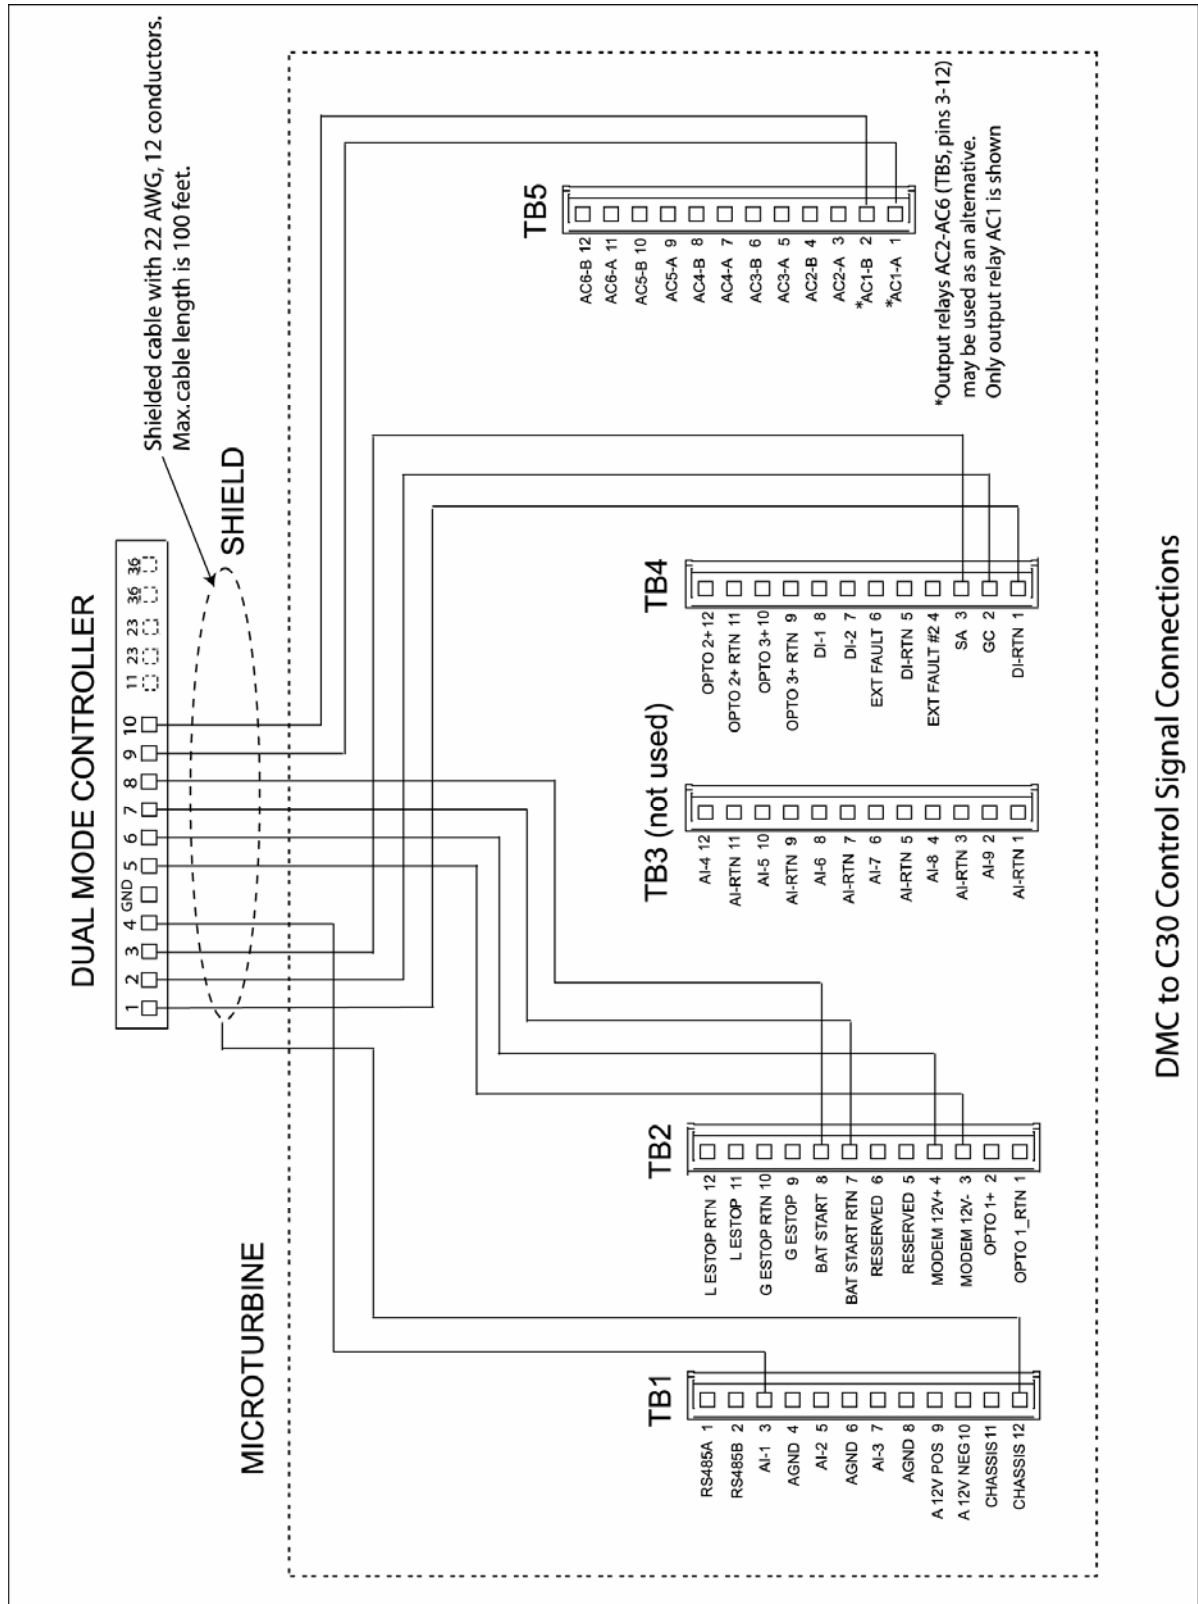 DUAL MODE CONTROLLER
1 2 3 4 GND 5 6 7 8 9 10 11 23 23 36 36
Shielded cable with 22 AWG, 12 conductors.
Max.cable length is 100 feet.
SHIELD
MICROTURBINE
TB1
RS485A 1
RS485B 2
AI-1 3
AGND 4
AI-2 5
AGND 6
AI-3 7
AGND 8
A 12V POS 9
A 12V NEG10
CHASSIS11
CHASSIS 12
TB2
L ESTOP RTN 12
L ESTOP 11
G ESTOP RTN 10
G ESTOP 9
BAT START 8
BAT START RTN 7
RESERVED 6
RESERVED 5
MODEM 12V+ 4
MODEM 12V- 3
OPTO 1+ 2
OPTO 1_RTN 1
TB3 (not used)
AI-4 12
AI-RTN 11
AI-5 10
AI-RTN 9
AI-6 8
AI-RTN 7
AI-7 6
AI-RTN 5
AI-8 4
AI-RTN 3
AI-9 2
AI-RTN 1
TB4
OPTO 2+12
OPTO 2+ RTN 11
OPTO 3+10
OPTO 3+ RTN 9
DI-1 8
DI-2 7
EXT FAULT 6
DI-RTN 5
EXT FAULT #2 4
SA 3
GC 2
DI-RTN 1
TB5
AC6-B 12
AC6-A 11
AC5-B 10
AC5-A 9
AC4-B 8
AC4-A 7
AC3-B 6
AC3-A 5
AC2-B 4
AC2-A 3
*AC1-B 2
*AC1-A 1
*Output relays AC2-AC6 (TB5, pins 3-12)
may be used as an alternative.
Only output relay AC1 is shown
DMC to C30 Control Signal Connections